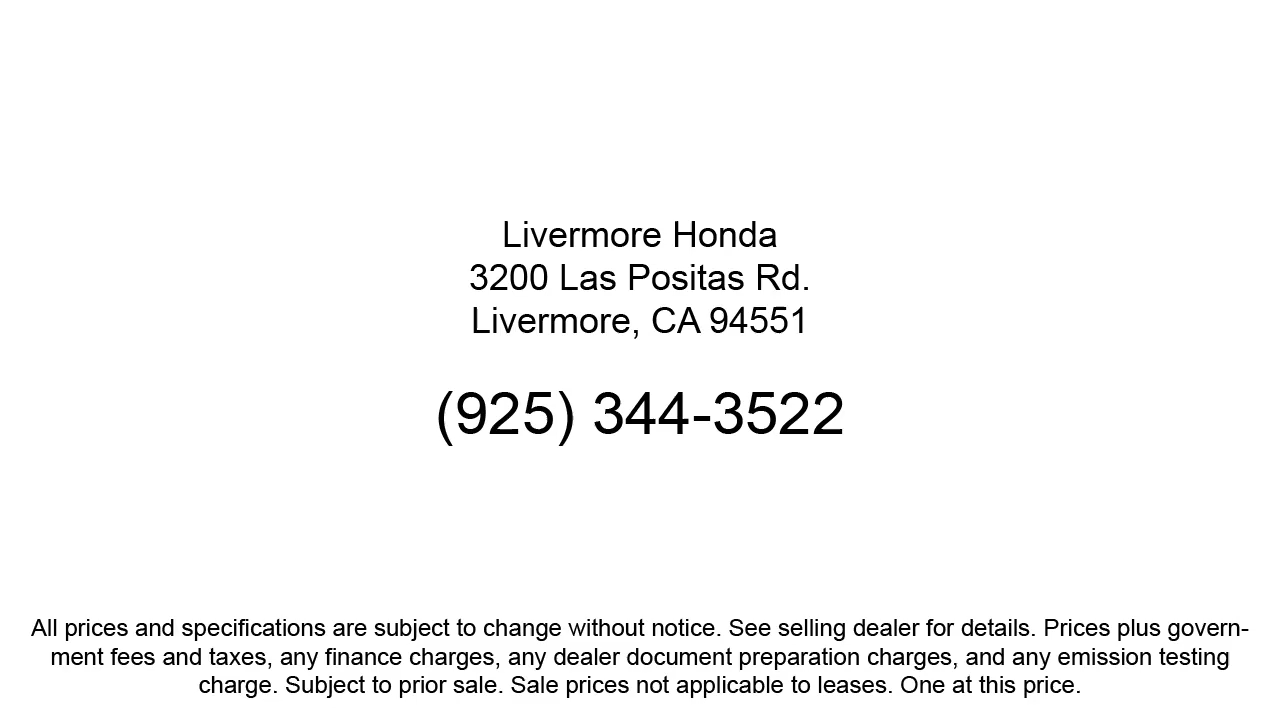 Livermore Honda
3200 Las Positas Rd.
Livermore, CA 94551
(925) 344-3522
All prices and specifications are subject to change without notice. See selling dealer for details. Prices plus govern-
ment fees and taxes, any finance charges, any dealer document preparation charges, and any emission testing
charge. Subject to prior sale. Sale prices not applicable to leases. One at this price.